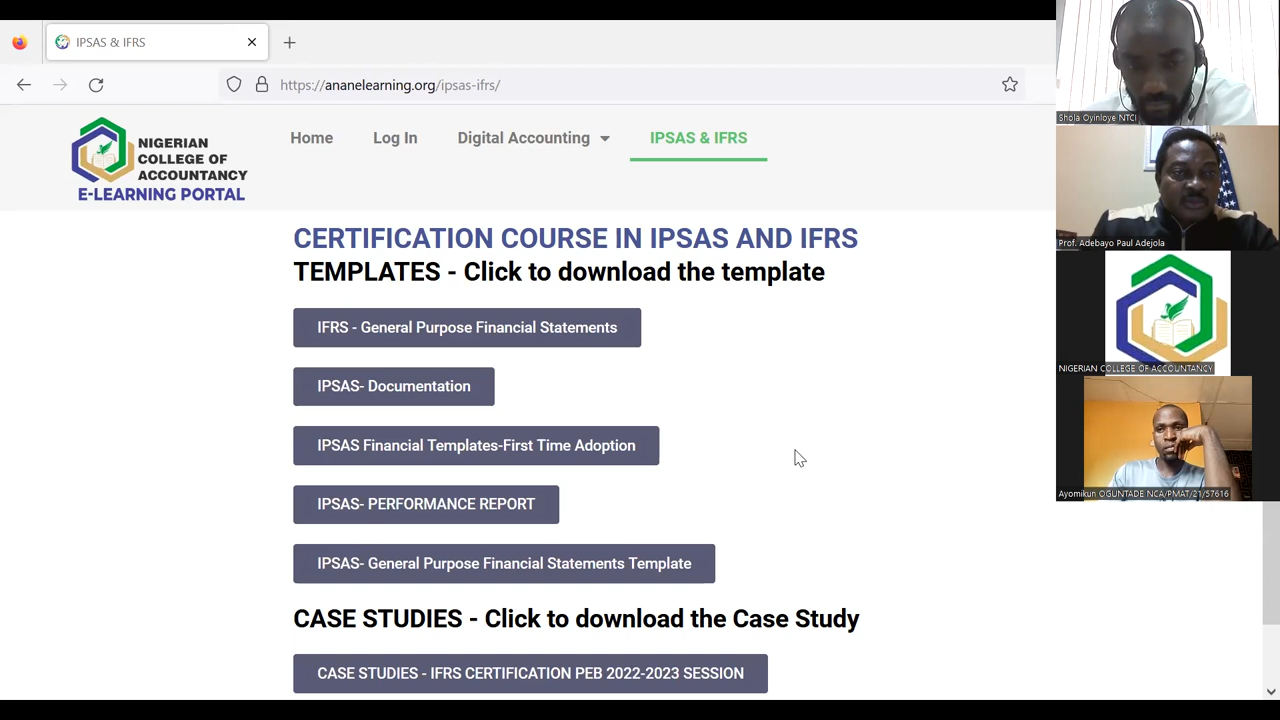 IPSAS & IFRS
https://ananelearning.org/ipsas-ifrs/
NIGERIAN
COLLEGE OF
ACCOUNTANCY
E-LEARNING PORTAL
Home
Log In
Digital Accounting
IPSAS & IFRS
CERTIFICATION COURSE IN IPSAS AND IFRS
TEMPLATES - Click to download the template
IFRS - General Purpose Financial Statements
IPSAS- Documentation
IPSAS Financial Templates-First Time Adoption
IPSAS- PERFORMANCE REPORT
IPSAS- General Purpose Financial Statements Template
CASE STUDIES - Click to download the Case Study
CASE STUDIES - IFRS CERTIFICATION PEB 2022-2023 SESSION
Shola Oyinloye NTCI
Prof. Adebayo Paul Adejola
NIGERIAN COLLEGE OF ACCOUNTANCY
Ayomikun OGUNTADE NCA/PMAT/21/57616